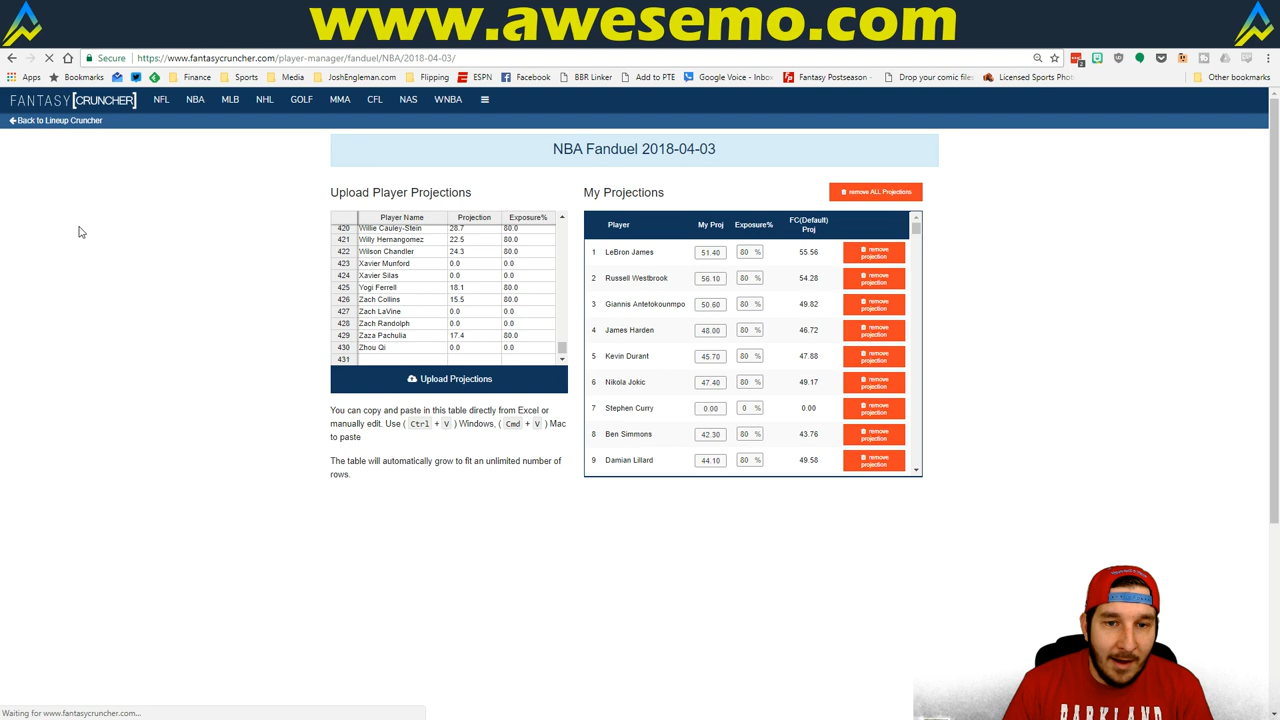 www.awesemo.com
Secure | https://www.fantasycruncher.com/player-manager/fanduel/NBA/2018-04-03/
Apps Bookmarks Finance Sports Media JoshEngleman.com Flipping ESPN Facebook BBR Linker Add to PTE Google Voice - Inbox Fantasy Postseason - Drop your comic files Licensed Sports Pho Other bookmarks
FANTASY[CRUNCHER] NFL NBA MLB NHL GOLF MMA CFL NAS WNBA
Back to Lineup Cruncher
NBA Fanduel 2018-04-03
Upload Player Projections
Player Name Projection Exposure%
420 Willie Cauley-Stein 28.7 80.0
421 Willy Hernangomez 22.5 80.0
422 Wilson Chandler 24.3 80.0
423 Xavier Munford 0.0 0.0
424 Xavier Silas 0.0 0.0
425 Yogi Ferrell 18.1 80.0
426 Zach Collins 15.5 80.0
427 Zach LaVine 0.0 0.0
428 Zach Randolph 0.0 0.0
429 Zaza Pachulia 17.4 80.0
430 Zhou Qi 0.0 0.0
431
Upload Projections
You can copy and paste in this table directly from Excel or
manually edit. Use ( Ctrl + V ) Windows, ( Cmd + V ) Mac
to paste
The table will automatically grow to fit an unlimited number of
rows.
My Projections
remove ALL Projections
Player My Proj Exposure% FC(Default)
Proj
1 LeBron James 51.40 80 % 55.56 remove
projection
2 Russell Westbrook 56.10 80 % 54.28 remove
projection
3 Giannis Antetokounmpo 50.60 80 % 49.82 remove
projection
4 James Harden 48.00 80 % 46.72 remove
projection
5 Kevin Durant 45.70 80 % 47.88 remove
projection
6 Nikola Jokic 47.40 80 % 49.17 remove
projection
7 Stephen Curry 0.00 0 % 0.00 remove
projection
8 Ben Simmons 42.30 80 % 43.76 remove
projection
9 Damian Lillard 44.10 80 % 49.58 remove
projection
Waiting for www.fantasycruncher.com...
PARKLAND